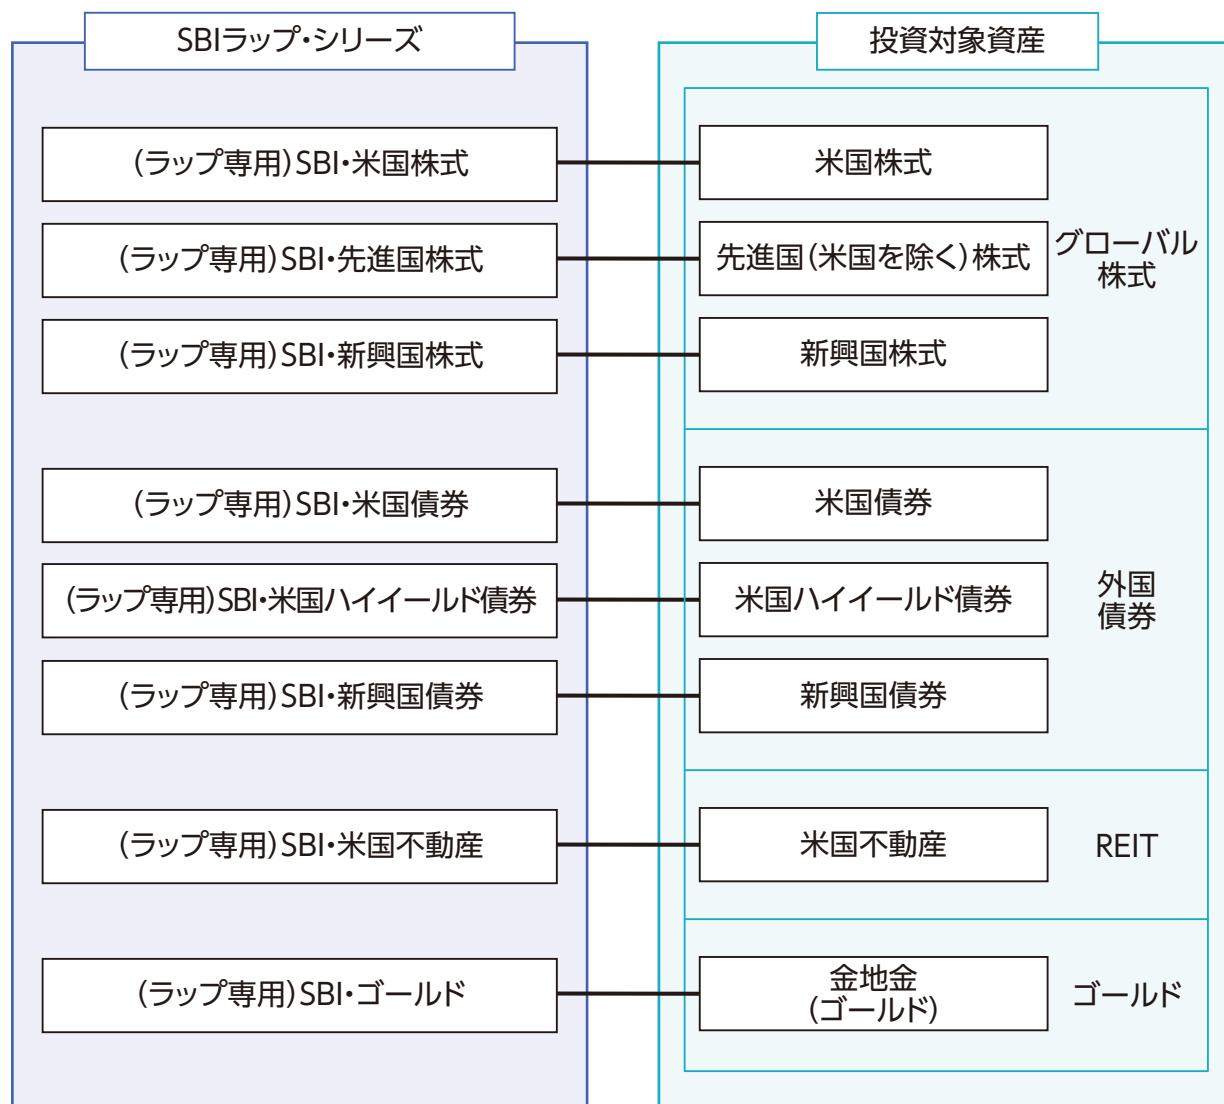 SBIラップ・シリーズ
投資対象資産
(ラップ専用)SBI・米国株式
米国株式
(ラップ専用)SBI・先進国株式
先進国(米国を除く)株式
グローバル
株式
(ラップ専用)SBI・新興国株式
新興国株式
(ラップ専用)SBI・米国債券
米国債券
(ラップ専用)SBI・米国ハイイールド債券
米国ハイイールド債券
外国
債券
(ラップ専用)SBI・新興国債券
新興国債券
(ラップ専用)SBI・米国不動産
米国不動産
REIT
(ラップ専用)SBI・ゴールド
金地金
(ゴールド)
ゴールド